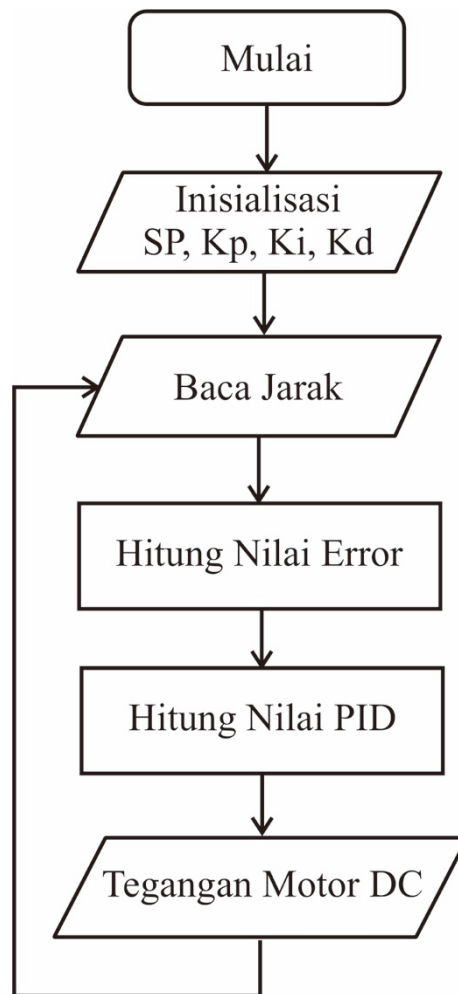 Mulai
Inisialisasi
SP, Kp, Ki, Kd
Baca Jarak
Hitung Nilai Error
Hitung Nilai PID
Tegangan Motor DC